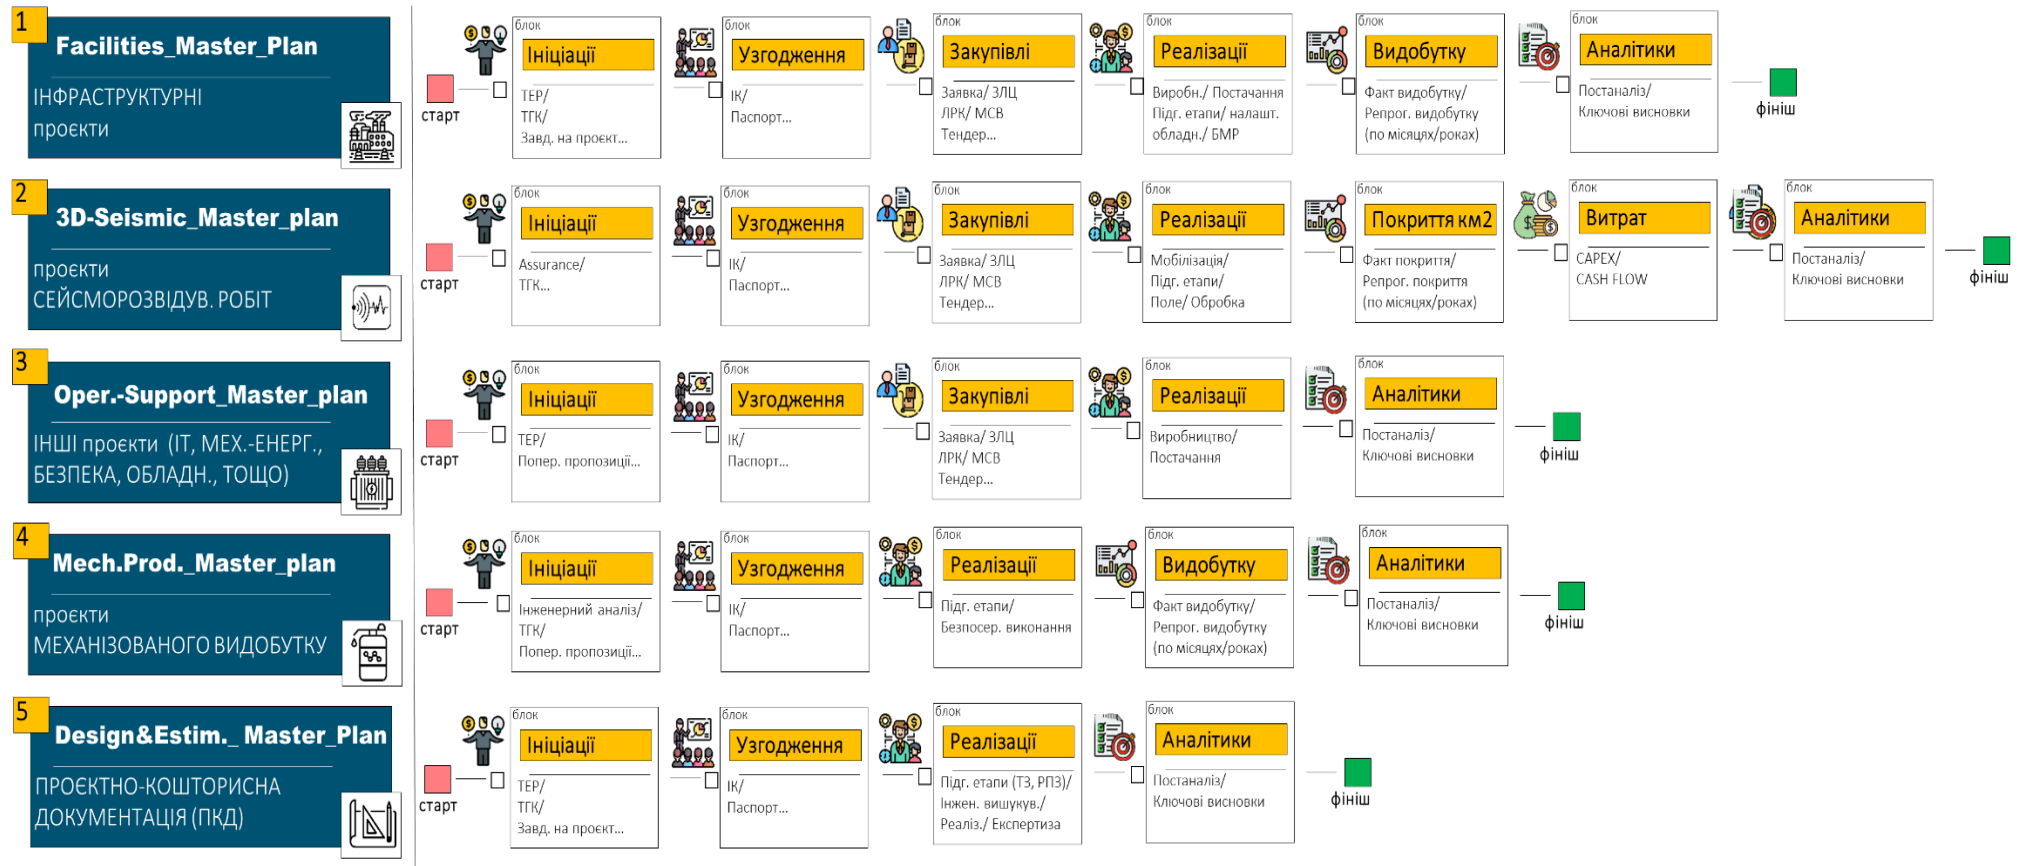 1
Facilities_Master_Plan
ІНФРАСТРУКТУРНІ
проєкти
старт
блок
Ініціації
ТЕР/
ТГК/
Завд. на проєкт...
блок
Узгодження
ІК/
Паспорт...
блок
Закупівлі
Заявка/ ЗЛЦ
ЛРК/ МСВ
Тендер...
блок
Реалізації
Виробн./ Постачання
Підг. етапи/ налашт.
обладн./ БМР
блок
Видобутку
Факт видобутку/
Репрог. видобутку
(по місяцях/роках)
блок
Аналітики
Постаналіз/
Ключові висновки
фініш
2
3D-Seismic_Master_plan
проєкти
СЕЙСМОРОЗВІДУВ. РОБІТ
старт
блок
Ініціації
Assurance/
ТГК...
блок
Узгодження
ІК/
Паспорт...
блок
Закупівлі
Заявка/ ЗЛЦ
ЛРК/ МСВ
Тендер...
блок
Реалізації
Мобілізація/
Підг. етапи/
Поле/ Обробка
блок
Покриття км2
Факт покриття/
Репрог. покриття
(по місяцях/роках)
блок
Витрат
CAPEX/
CASH FLOW
блок
Аналітики
Постаналіз/
Ключові висновки
фініш
3
Oper.-Support_Master_plan
ІНШІ проєкти (ІТ, МЕХ.-ЕНЕРГ.,
БЕЗПЕКА, ОБЛАДН., ТОЩО)
старт
блок
Ініціації
ТЕР/
Попер. пропозиції...
блок
Узгодження
ІК/
Паспорт...
блок
Закупівлі
Заявка/ ЗЛЦ
ЛРК/ МСВ
Тендер...
блок
Реалізації
Виробництво/
Постачання
блок
Аналітики
Постаналіз/
Ключові висновки
фініш
4
Mech.Prod._Master_plan
проєкти
МЕХАНІЗОВАНОГО ВИДОБУТКУ
старт
блок
Ініціації
Інженерний аналіз/
ТГК/
Попер. пропозиції...
блок
Узгодження
ІК/
Паспорт...
блок
Реалізації
Підг. етапи/
Безпосер. виконання
блок
Видобутку
Факт видобутку/
Репрог. видобутку
(по місяцях/роках)
блок
Аналітики
Постаналіз/
Ключові висновки
фініш
5
Design&Estim._ Master_Plan
ПРОЄКТНО-КОШТОРИСНА
ДОКУМЕНТАЦІЯ (ПКД)
старт
блок
Ініціації
ТЕР/
ТГК/
Завд. на проєкт...
блок
Узгодження
ІК/
Паспорт...
блок
Реалізації
Підг. етапи (ТЗ, РПЗ)/
Інжен. вишукув./
Реаліз./ Експертиза
блок
Аналітики
Постаналіз/
Ключові висновки
фініш